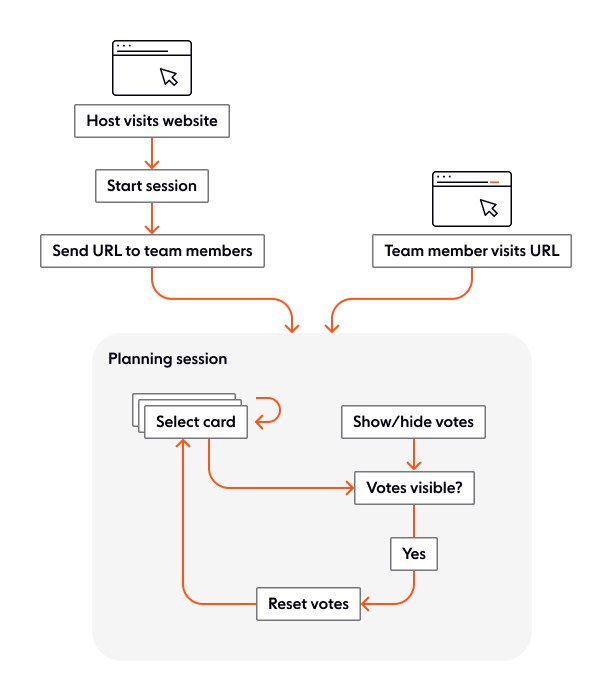 Host visits website
Start session
Send URL to team members
Team member visits URL
Planning session
Select card
Show/hide votes
Votes visible?
Yes
Reset votes